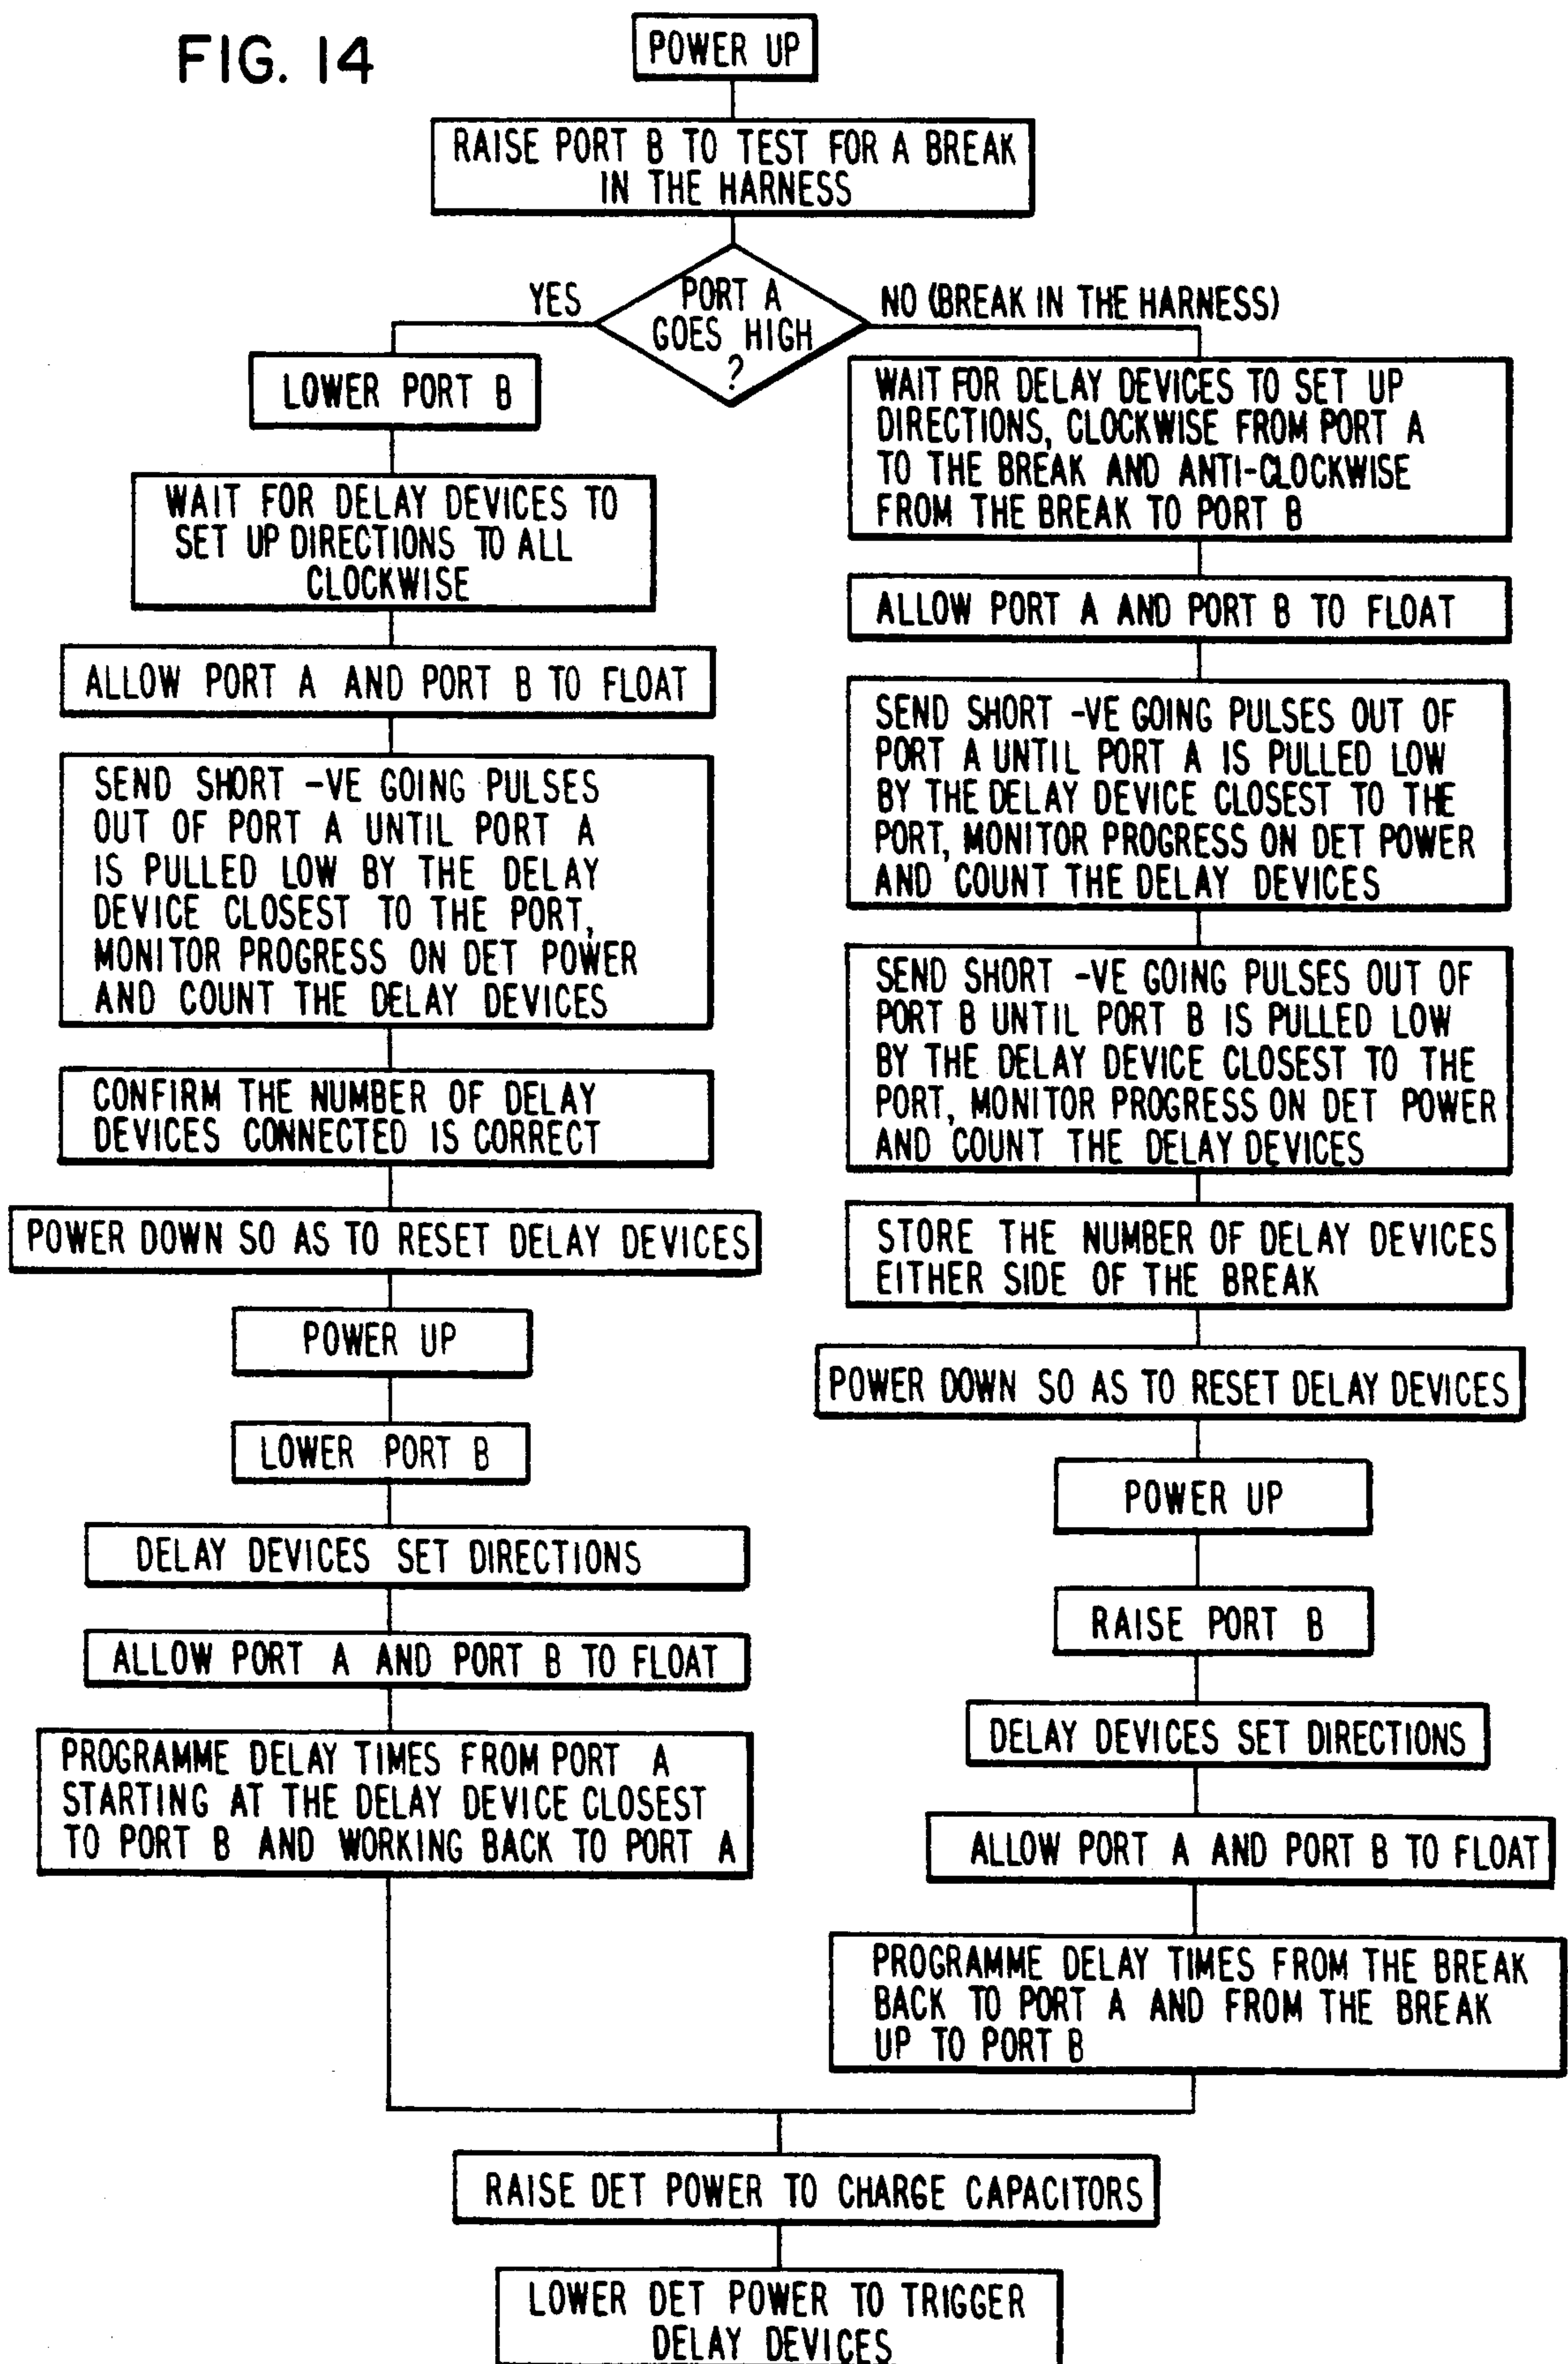 FIG. 14
POWER UP
RAISE PORT B TO TEST FOR A BREAK
IN THE HARNESS
PORT A
GOES HIGH
?
YES
NO (BREAK IN THE HARNESS)
LOWER PORT B
WAIT FOR DELAY DEVICES TO
SET UP DIRECTIONS TO ALL
CLOCKWISE
ALLOW PORT A AND PORT B TO FLOAT
SEND SHORT -VE GOING PULSES
OUT OF PORT A UNTIL PORT A
IS PULLED LOW BY THE DELAY
DEVICE CLOSEST TO THE PORT,
MONITOR PROGRESS ON DET POWER
AND COUNT THE DELAY DEVICES
CONFIRM THE NUMBER OF DELAY
DEVICES CONNECTED IS CORRECT
POWER DOWN SO AS TO RESET DELAY DEVICES
POWER UP
LOWER PORT B
DELAY DEVICES SET DIRECTIONS
ALLOW PORT A AND PORT B TO FLOAT
PROGRAMME DELAY TIMES FROM PORT A
STARTING AT THE DELAY DEVICE CLOSEST
TO PORT B AND WORKING BACK TO PORT A
WAIT FOR DELAY DEVICES TO SET UP
DIRECTIONS, CLOCKWISE FROM PORT A
TO THE BREAK AND ANTI-CLOCKWISE
FROM THE BREAK TO PORT B
ALLOW PORT A AND PORT B TO FLOAT
SEND SHORT -VE GOING PULSES OUT OF
PORT A UNTIL PORT A IS PULLED LOW
BY THE DELAY DEVICE CLOSEST TO THE
PORT, MONITOR PROGRESS ON DET POWER
AND COUNT THE DELAY DEVICES
SEND SHORT -VE GOING PULSES OUT OF
PORT B UNTIL PORT B IS PULLED LOW
BY THE DELAY DEVICE CLOSEST TO THE
PORT, MONITOR PROGRESS ON DET POWER
AND COUNT THE DELAY DEVICES
STORE THE NUMBER OF DELAY DEVICES
EITHER SIDE OF THE BREAK
POWER DOWN SO AS TO RESET DELAY DEVICES
POWER UP
RAISE PORT B
DELAY DEVICES SET DIRECTIONS
ALLOW PORT A AND PORT B TO FLOAT
PROGRAMME DELAY TIMES FROM THE BREAK
BACK TO PORT A AND FROM THE BREAK
UP TO PORT B
RAISE DET POWER TO CHARGE CAPACITORS
LOWER DET POWER TO TRIGGER
DELAY DEVICES